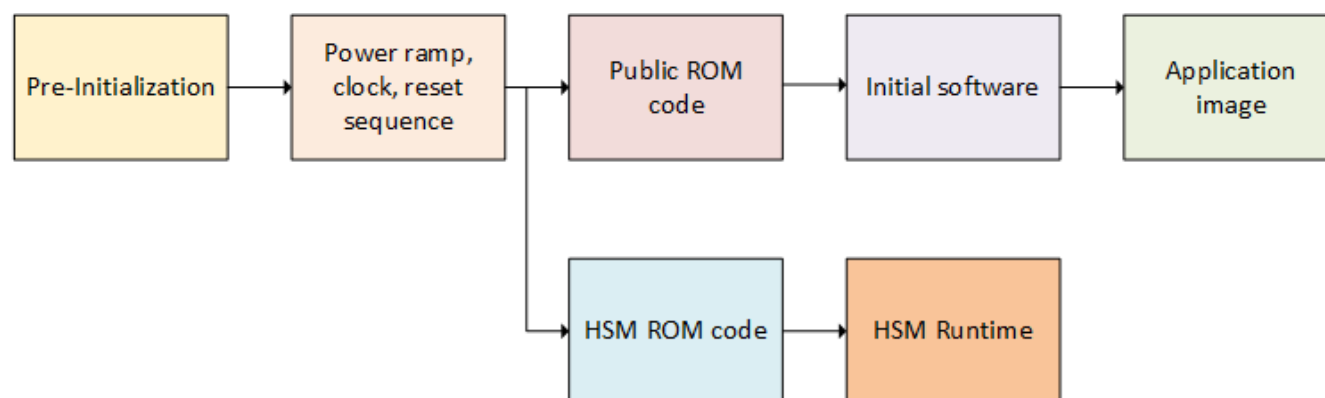 Pre-Initialization
Power ramp,
clock, reset
sequence
Public ROM
code
Initial software
Application
image
HSM ROM code
HSM Runtime